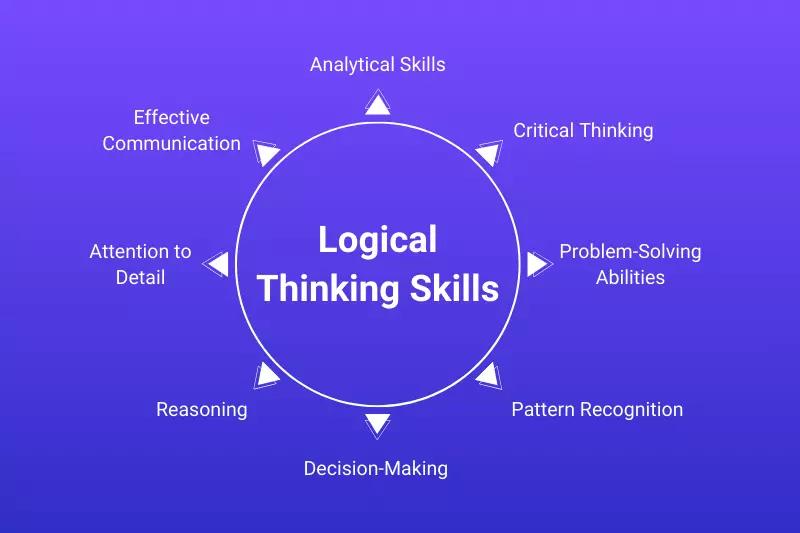 Analytical Skills
Effective
Communication
Critical Thinking
Attention to
Detail
Logical
Thinking Skills
Problem-Solving
Abilities
Reasoning
Pattern Recognition
Decision-Making